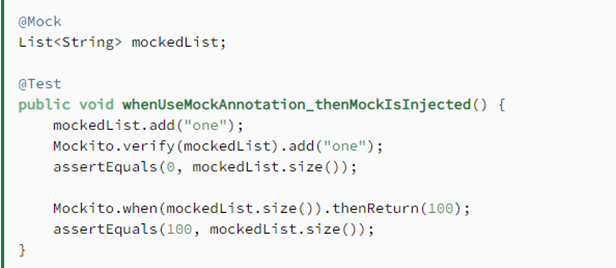 @Mock
List<String> mockedList;
@Test
public void whenUseMockAnnotation_thenMockIsInjected() {
mockedList.add("one");
Mockito.verify(mockedList).add("one");
assertEquals(0, mockedList.size());
Mockito.when(mockedList.size()).thenReturn(100);
assertEquals(100, mockedList.size());
}